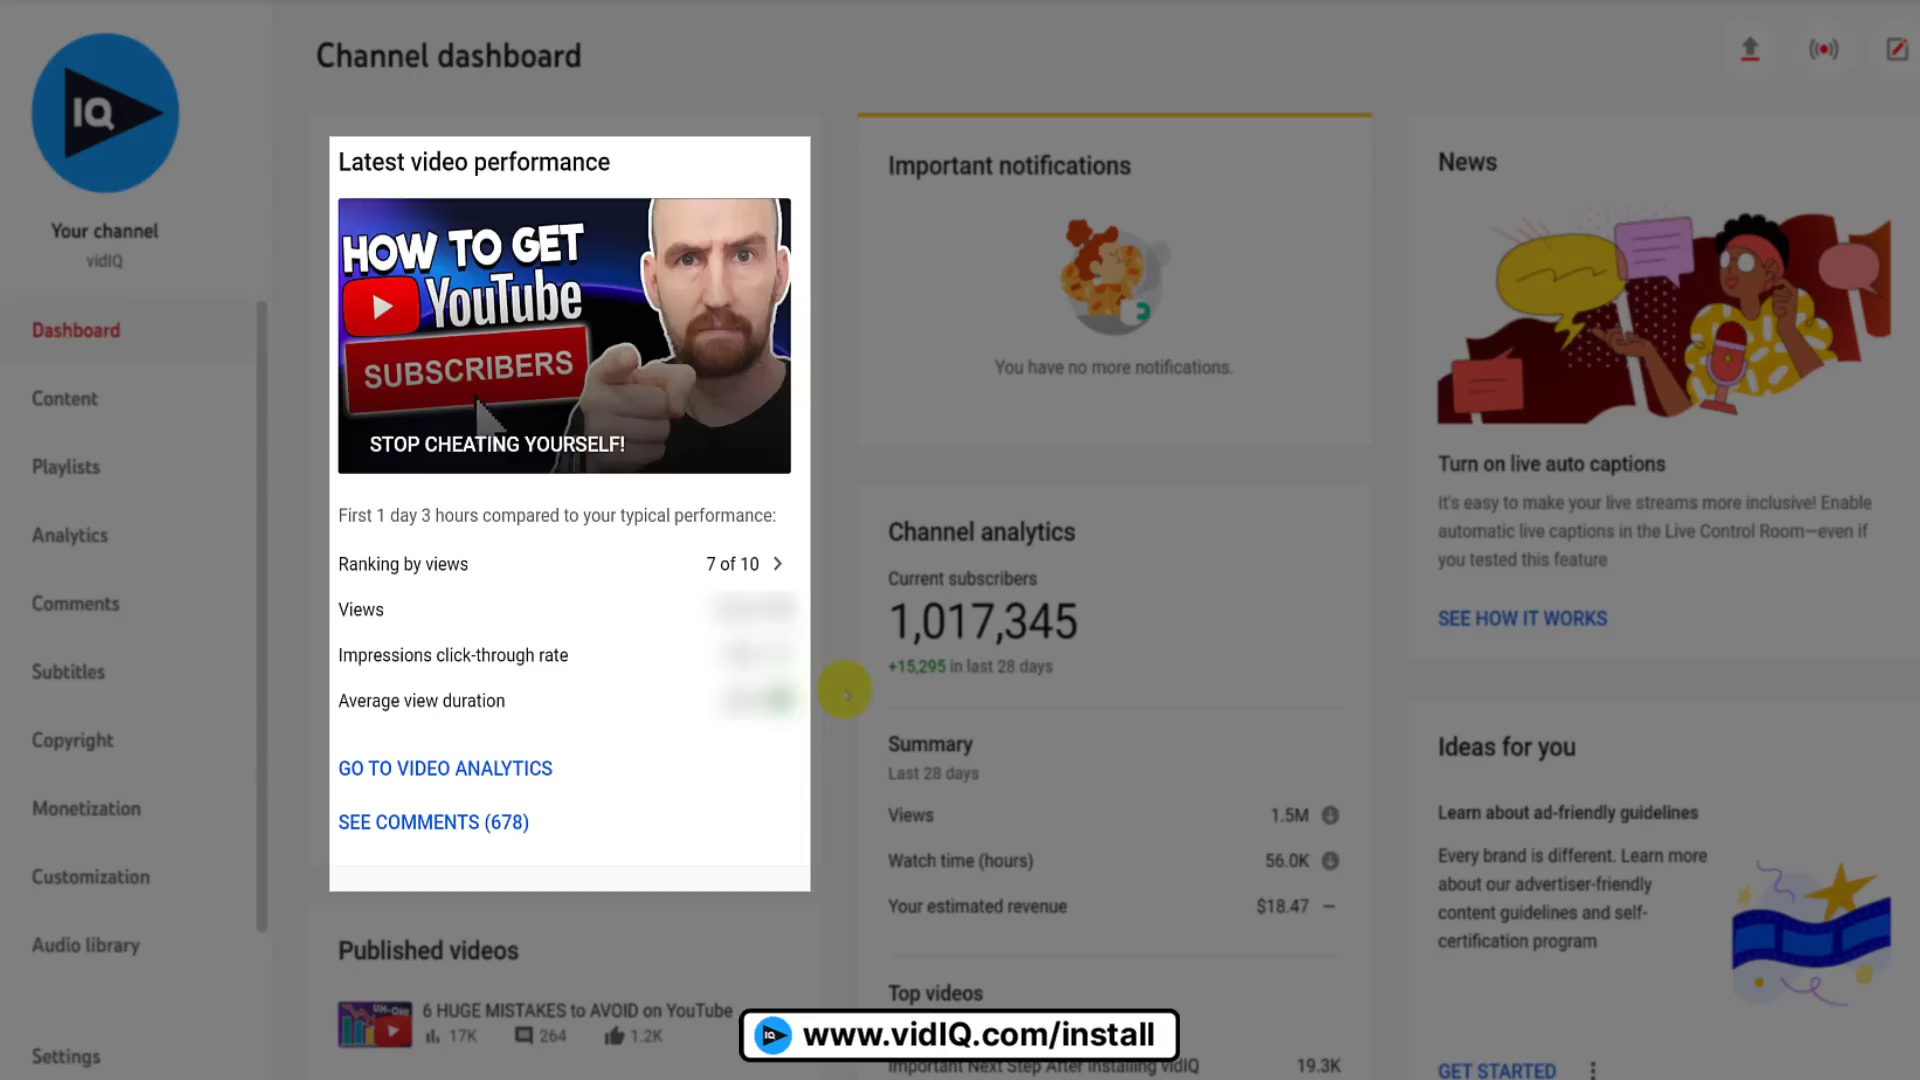 IQ
Your channel
vidIQ
Dashboard
Content
Playlists
Analytics
Comments
Subtitles
Copyright
Monetization
Customization
Audio library
Settings
Channel dashboard
Latest video performance
HOW TO GET
YouTube
SUBSCRIBERS
STOP CHEATING YOURSELF!
First 1 day 3 hours compared to your typical performance:
Ranking by views 7 of 10
Views
Impressions click-through rate
Average view duration
GO TO VIDEO ANALYTICS
SEE COMMENTS (678)
Published videos
UH-OH!
6 HUGE MISTAKES to AVOID on YouTube
17K 264 1.2K
Important notifications
You have no more notifications.
Channel analytics
Current subscribers
1,017,345
+15,295 in last 28 days
Summary
Last 28 days
Views 1.5M
Watch time (hours) 56.0K
Your estimated revenue $18.47 —
Top videos
Important Next Step After Installing vidIQ 19.3K
News
Turn on live auto captions
It's easy to make your live streams more inclusive! Enable
automatic live captions in the Live Control Room—even if
you tested this feature
SEE HOW IT WORKS
Ideas for you
Learn about ad-friendly guidelines
Every brand is different. Learn more
about our advertiser-friendly
content guidelines and self-
certification program
GET STARTED
IQ www.vidIQ.com/install